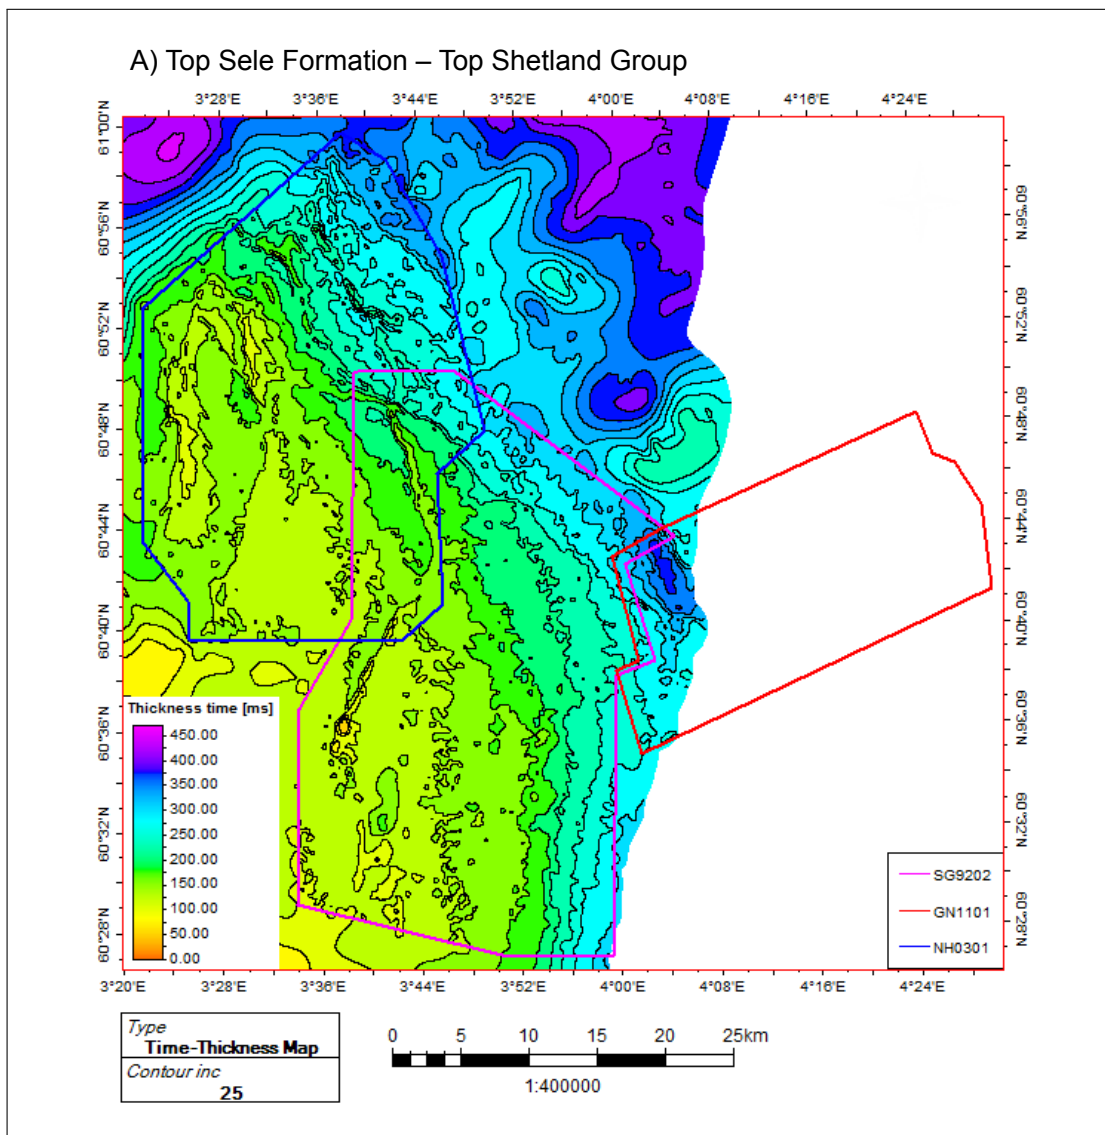 A) Top Sele Formation – Top Shetland Group
3°28'E 3°36'E 3°44'E 3°52'E 4°00'E 4°08'E 4°16'E 4°24'E
61°00'N
60°56'N
60°52'N
60°48'N
60°44'N
60°40'N
60°36'N
60°32'N
60°28'N
60°56'N
60°52'N
60°48'N
60°44'N
60°40'N
60°36'N
60°32'N
60°28'N
Thickness time [ms]
450.00
400.00
350.00
300.00
250.00
200.00
150.00
100.00
50.00
0.00
SG9202
GN1101
NH0301
3°20'E 3°28'E 3°36'E 3°44'E 3°52'E 4°00'E 4°08'E 4°16'E 4°24'E
Type
Time-Thickness Map
Contour inc
25
0 5 10 15 20 25km
1:400000